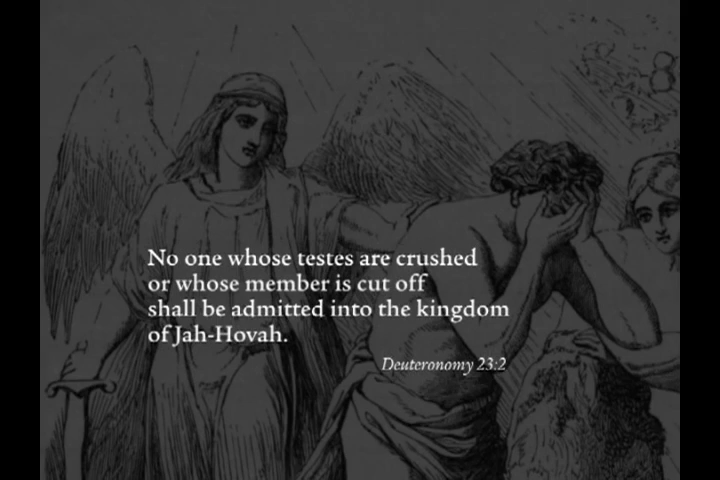 No one whose testes are crushed
or whose member is cut off
shall be admitted into the kingdom
of Jah-Hovah.
Deuteronomy 23:2